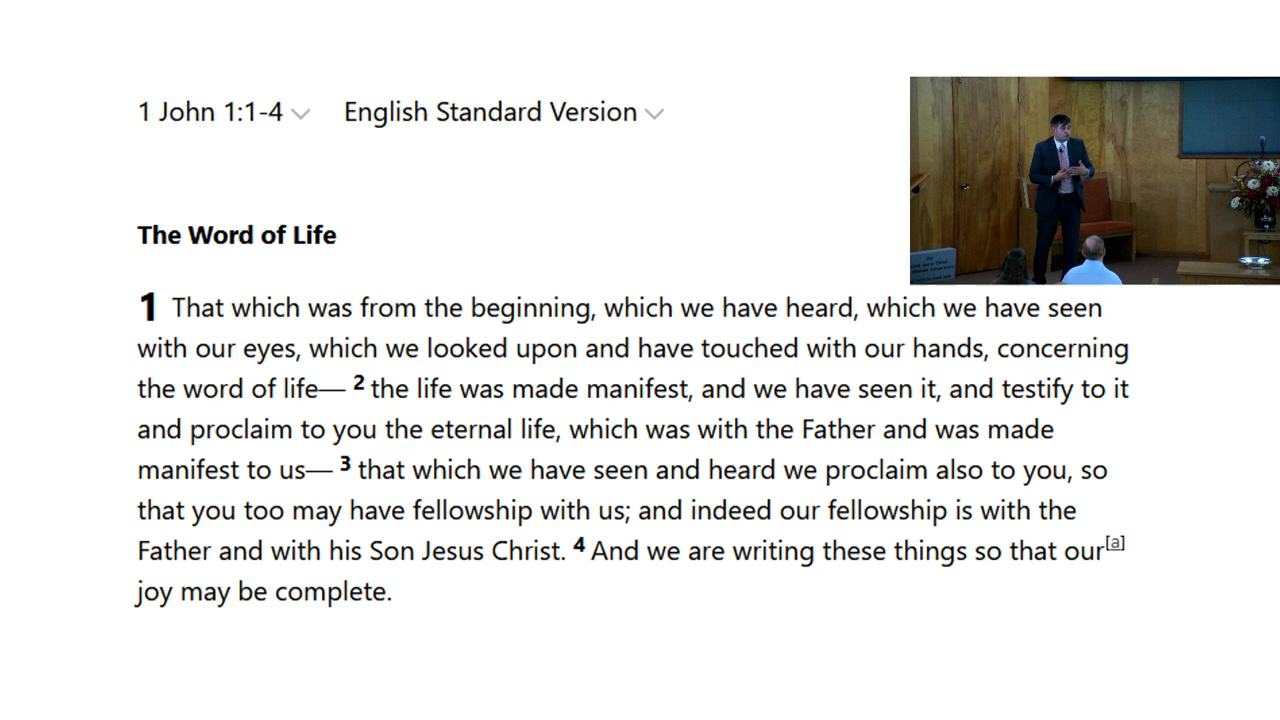 1 John 1:1-4 English Standard Version
The Word of Life
1 That which was from the beginning, which we have heard, which we have seen
with our eyes, which we looked upon and have touched with our hands, concerning
the word of life— 2 the life was made manifest, and we have seen it, and testify to it
and proclaim to you the eternal life, which was with the Father and was made
manifest to us— 3 that which we have seen and heard we proclaim also to you, so
that you too may have fellowship with us; and indeed our fellowship is with the
Father and with his Son Jesus Christ. 4 And we are writing these things so that our[a]
joy may be complete.